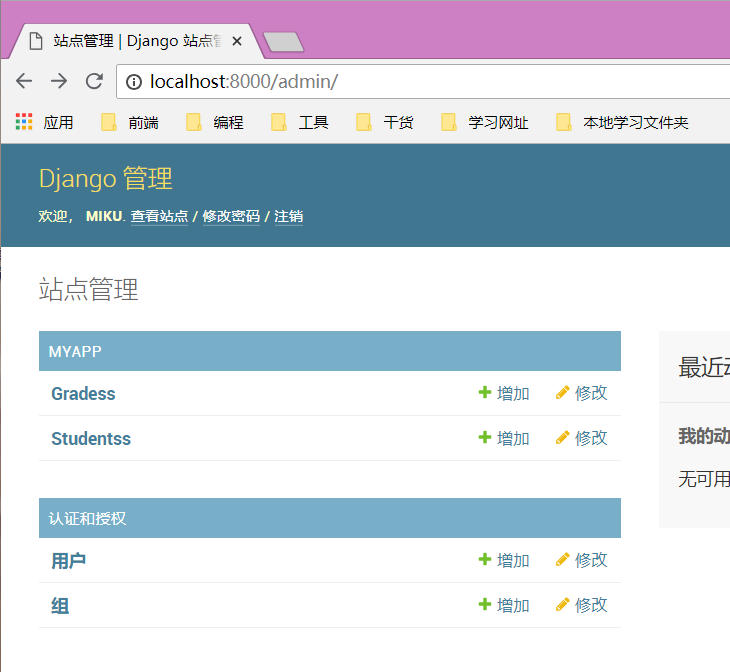 站点管理 | Django 站点管
localhost:8000/admin/
应用 前端 编程 工具 干货 学习网址 本地学习文件夹
Django 管理
欢迎， MIKU. 查看站点 / 修改密码 / 注销
站点管理
MYAPP
Gradess 增加 修改
Studentss 增加 修改
认证和授权
用户 增加 修改
组 增加 修改
最近动
我的动
无可用